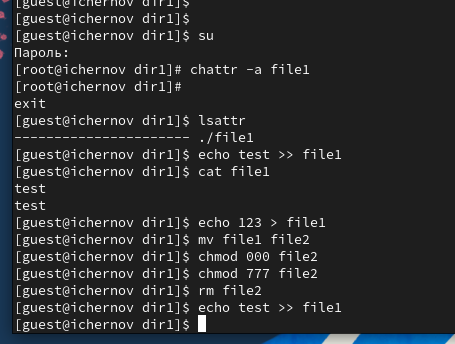 [guest@ichernov dir1]$
[guest@ichernov dir1]$
[guest@ichernov dir1]$ su
Пароль:
[root@ichernov dir1]# chattr -a file1
[root@ichernov dir1]#
exit
[guest@ichernov dir1]$ lsattr
---------------------- ./file1
[guest@ichernov dir1]$ echo test >> file1
[guest@ichernov dir1]$ cat file1
test
test
[guest@ichernov dir1]$ echo 123 > file1
[guest@ichernov dir1]$ mv file1 file2
[guest@ichernov dir1]$ chmod 000 file2
[guest@ichernov dir1]$ chmod 777 file2
[guest@ichernov dir1]$ rm file2
[guest@ichernov dir1]$ echo test >> file1
[guest@ichernov dir1]$